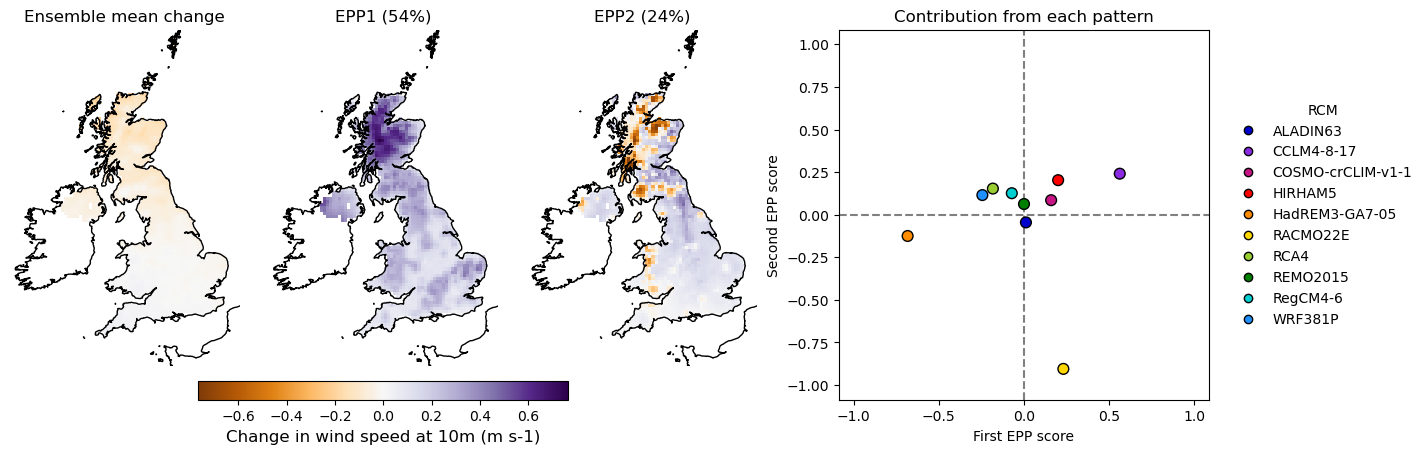 Ensemble mean change
EPP1 (54%)
EPP2 (24%)
Contribution from each pattern
−0.6 −0.4 −0.2 0.0 0.2 0.4 0.6
Change in wind speed at 10m (m s-1)
1.00
0.75
0.50
0.25
0.00
−0.25
−0.50
−0.75
−1.00
Second EPP score
−1.0 −0.5 0.0 0.5 1.0
First EPP score
RCM
ALADIN63
CCLM4-8-17
COSMO-crCLIM-v1-1
HIRHAM5
HadREM3-GA7-05
RACMO22E
RCA4
REMO2015
RegCM4-6
WRF381P